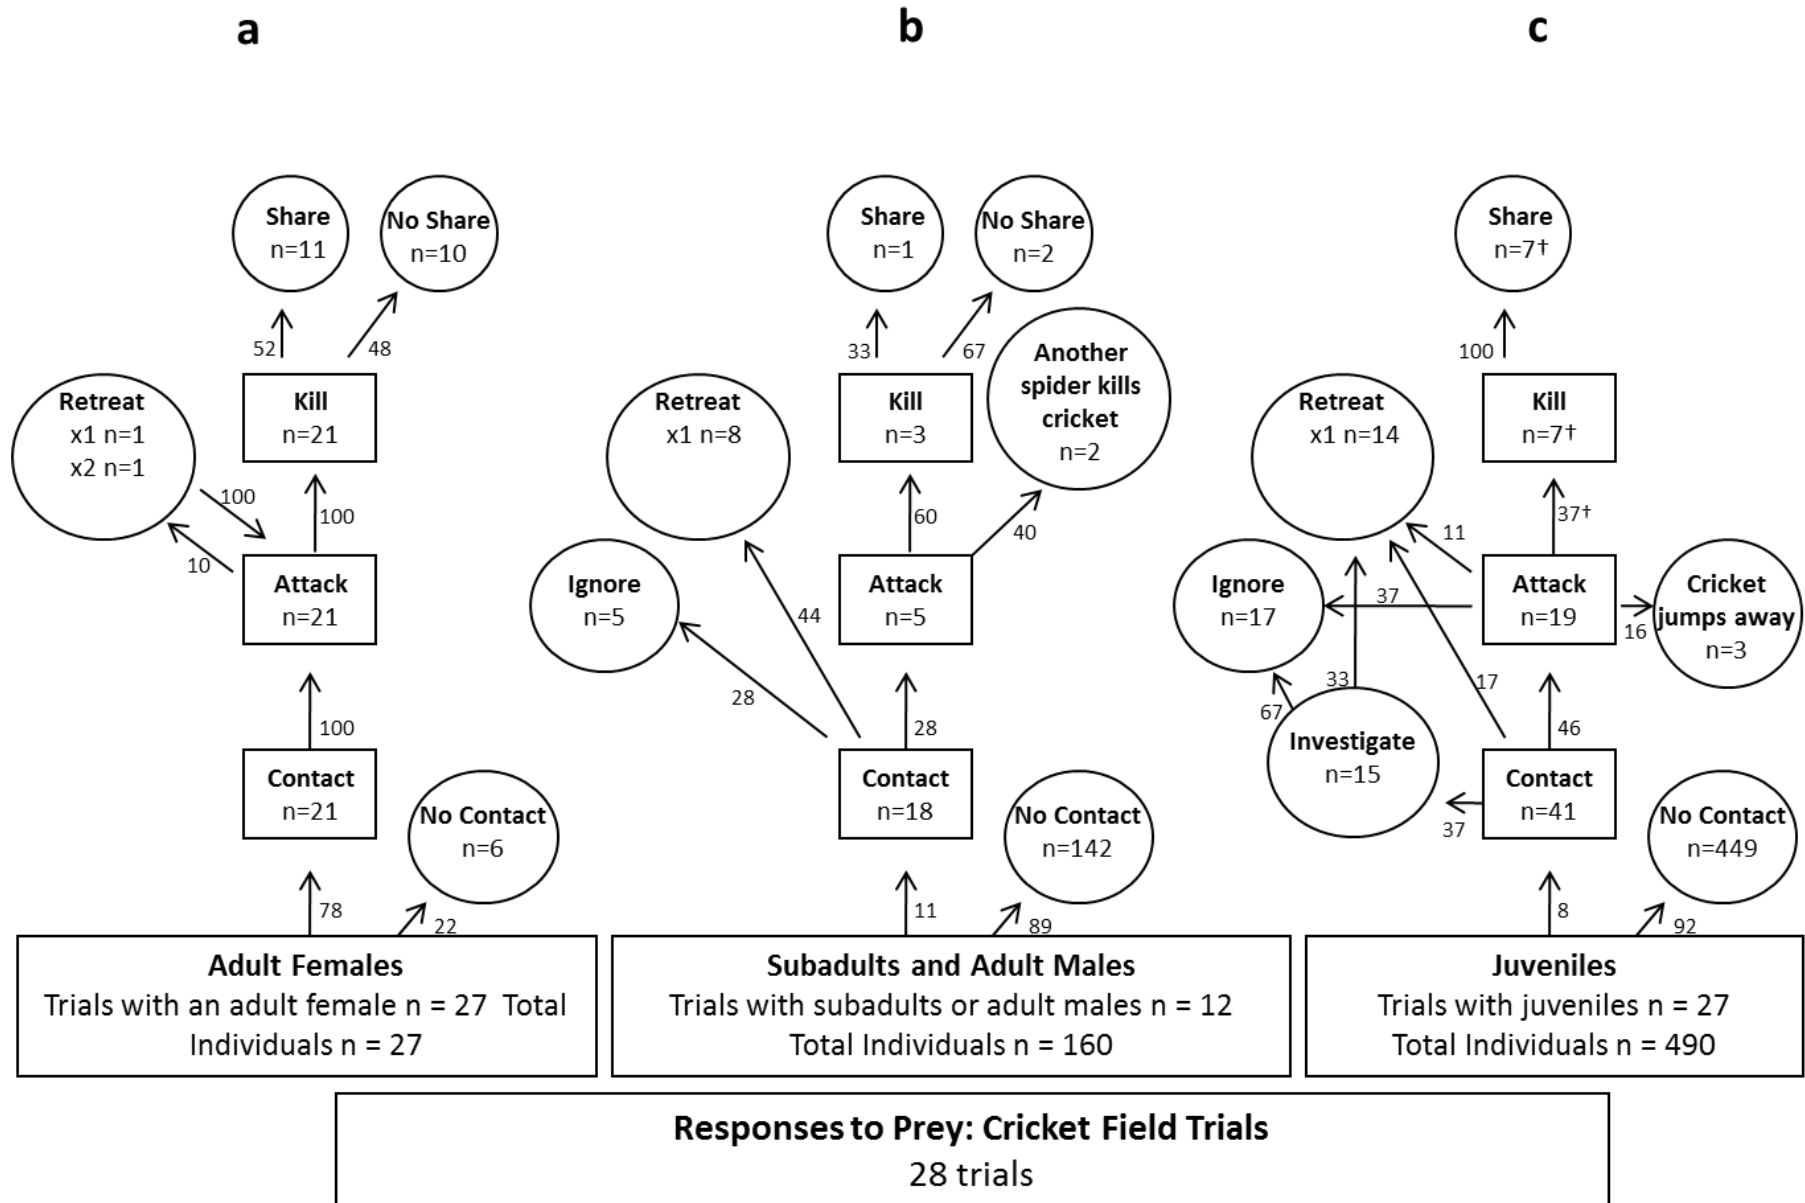 a
b
c
Share
n=11
No Share
n=10
52
48
Retreat
x1 n=1
x2 n=1
Kill
n=21
100
10
100
Attack
n=21
100
Contact
n=21
No Contact
n=6
78
22
Adult Females
Trials with an adult female n = 27 Total
Individuals n = 27
Share
n=1
No Share
n=2
33
67
Another
spider kills
cricket
n=2
Retreat
x1 n=8
Kill
n=3
60
40
Ignore
n=5
Attack
n=5
44
28
28
Contact
n=18
No Contact
n=142
11
89
Subadults and Adult Males
Trials with subadults or adult males n = 12
Total Individuals n = 160
Share
n=7†
100
Retreat
x1 n=14
Kill
n=7†
37†
11
Ignore
n=17
37
Attack
n=19
16
Cricket
jumps away
n=3
33
67
17
46
Investigate
n=15
37
Contact
n=41
No Contact
n=449
8
92
Juveniles
Trials with juveniles n = 27
Total Individuals n = 490
Responses to Prey: Cricket Field Trials
28 trials